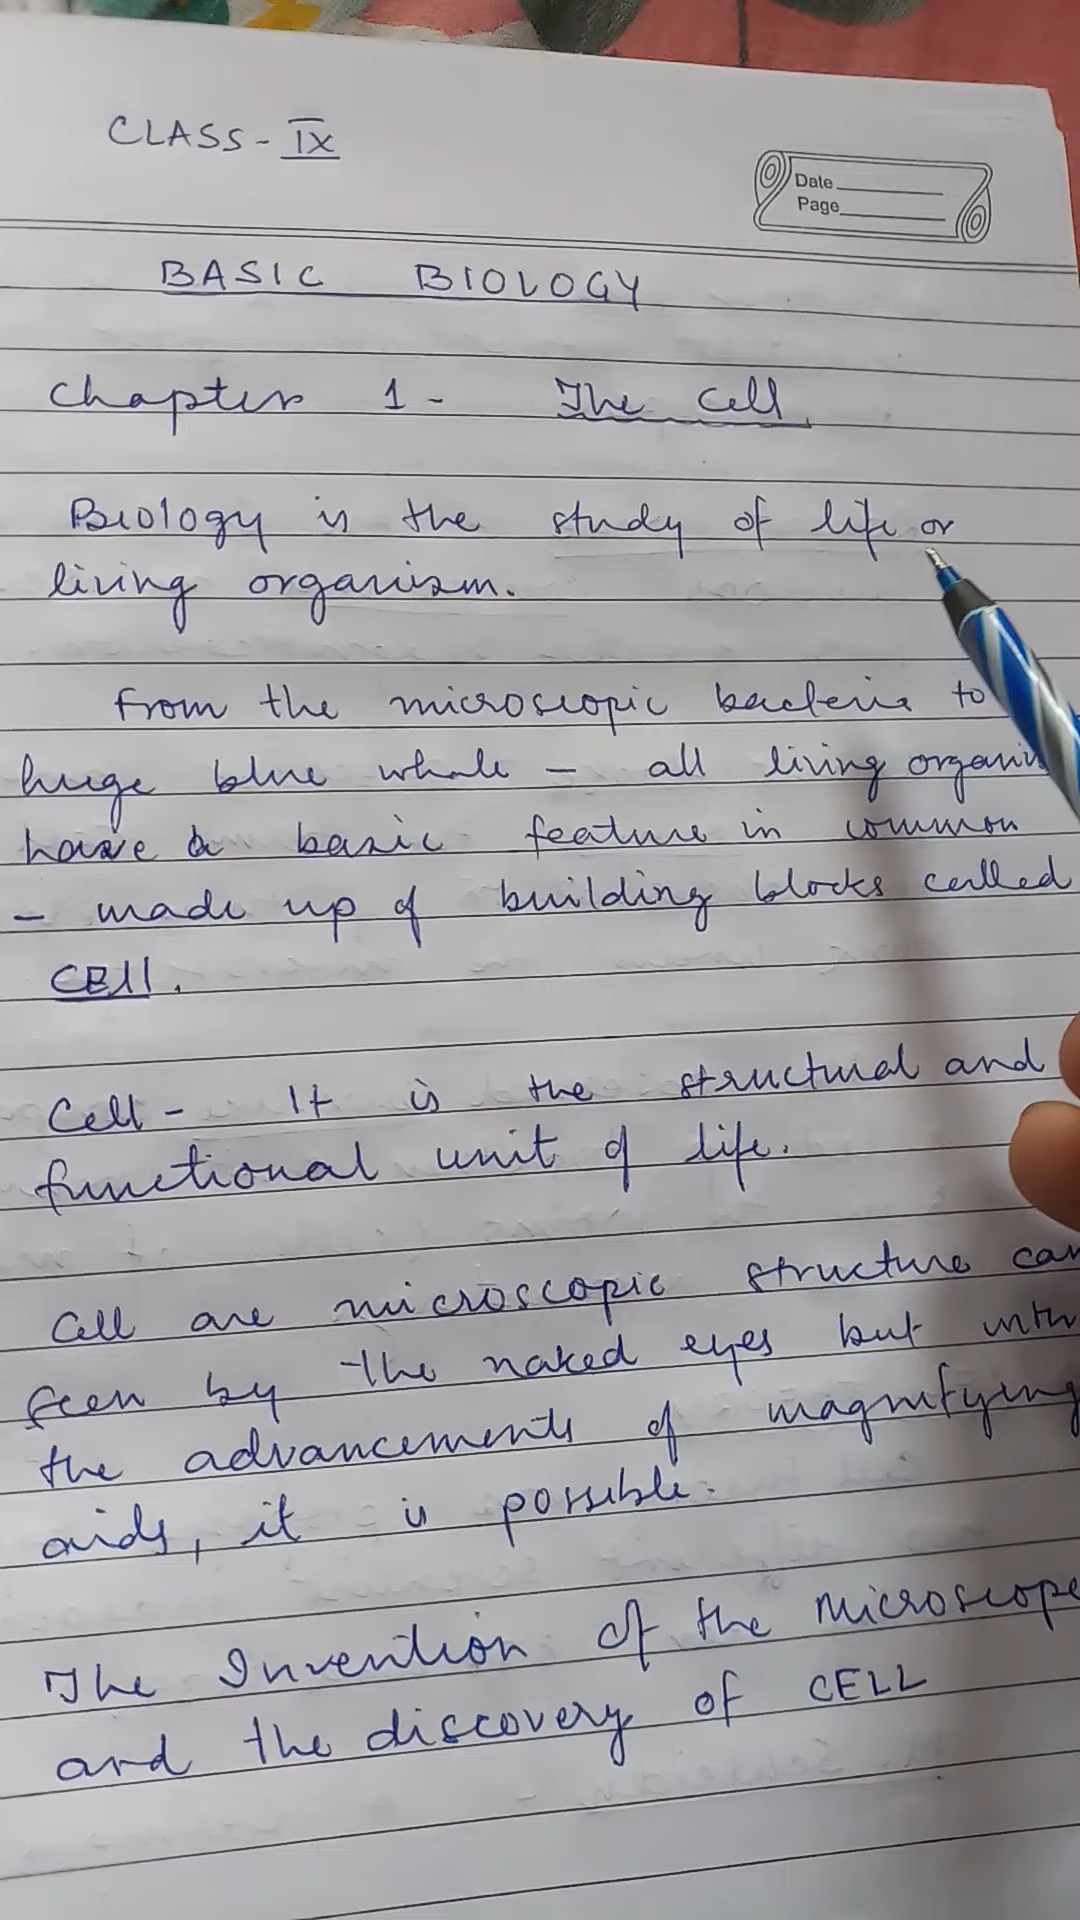 CLASS - IX
Date
Page
BASIC BIOLOGY
Chapter 1 - The Cell
Biology is the study of life or
living organism.
From the microscopic bacteria to
huge blue whale - all living organis
have a basic feature in common
- made up of building blocks called
CELL.
Cell - It is the structural and
functional unit of life.
Cell are microscopic structure can
seen by the naked eyes but with
the advancements of magnifying
aids, it is possible.
The Invention of the Microscope
and the discovery of CELL